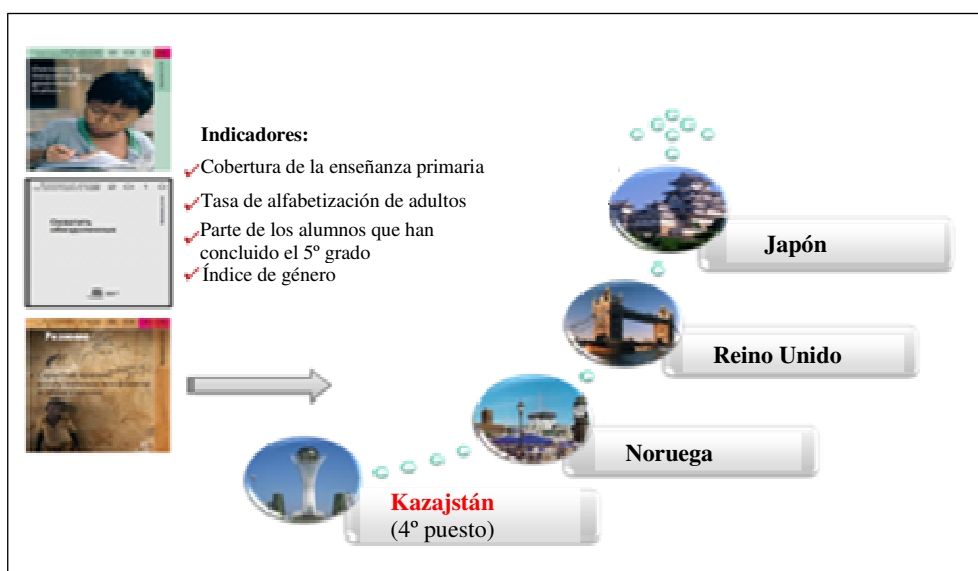 Indicadores:
Cobertura de la enseñanza primaria
Tasa de alfabetización de adultos
Parte de los alumnos que han
concluido el 5º grado
Índice de género
Japón
Reino Unido
Noruega
Kazajstán
(4º puesto)